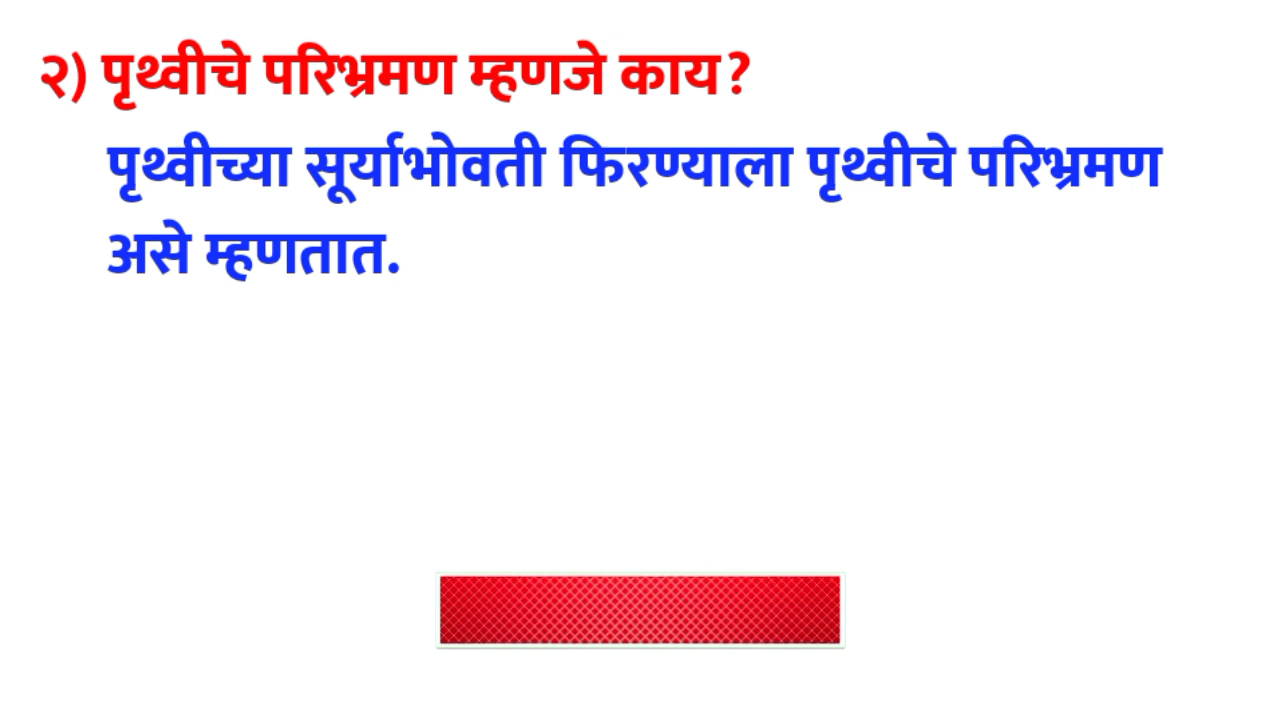 २) पृथ्वीचे परिभ्रमण म्हणजे काय?
पृथ्वीच्या सूर्याभोवती फिरण्याला पृथ्वीचे परिभ्रमण
असे म्हणतात.